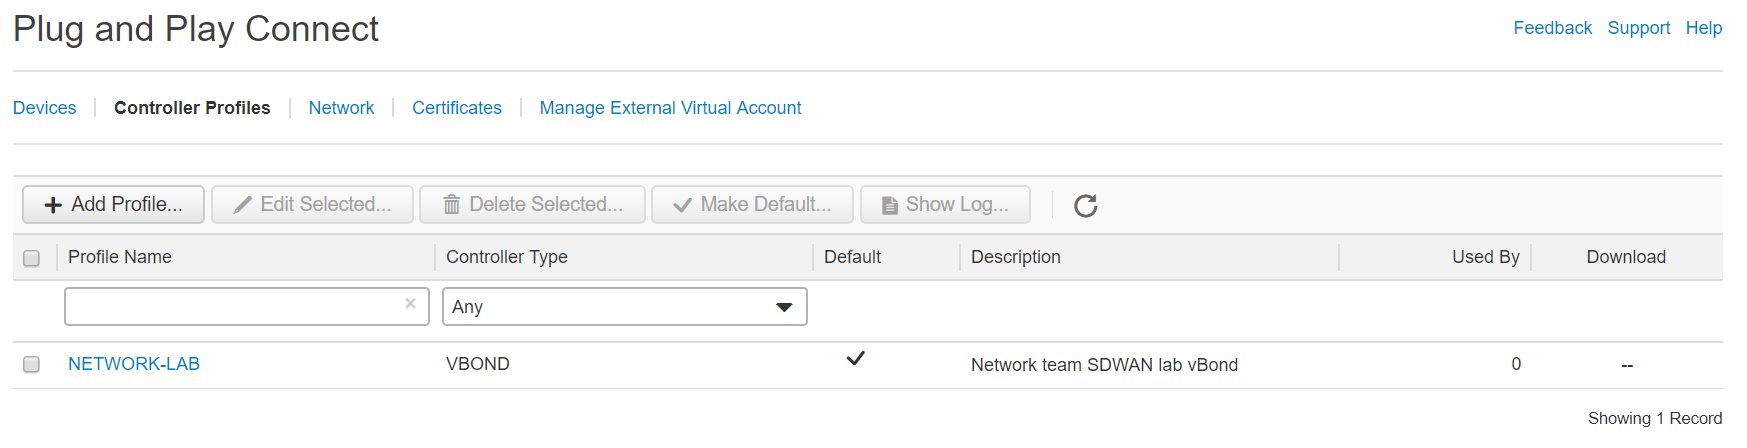 Plug and Play Connect
Feedback Support Help
Devices Controller Profiles Network Certificates Manage External Virtual Account
Add Profile... Edit Selected... Delete Selected... Make Default... Show Log...
Profile Name Controller Type Default Description Used By Download
Any
NETWORK-LAB VBOND Network team SDWAN lab vBond 0 --
Showing 1 Record